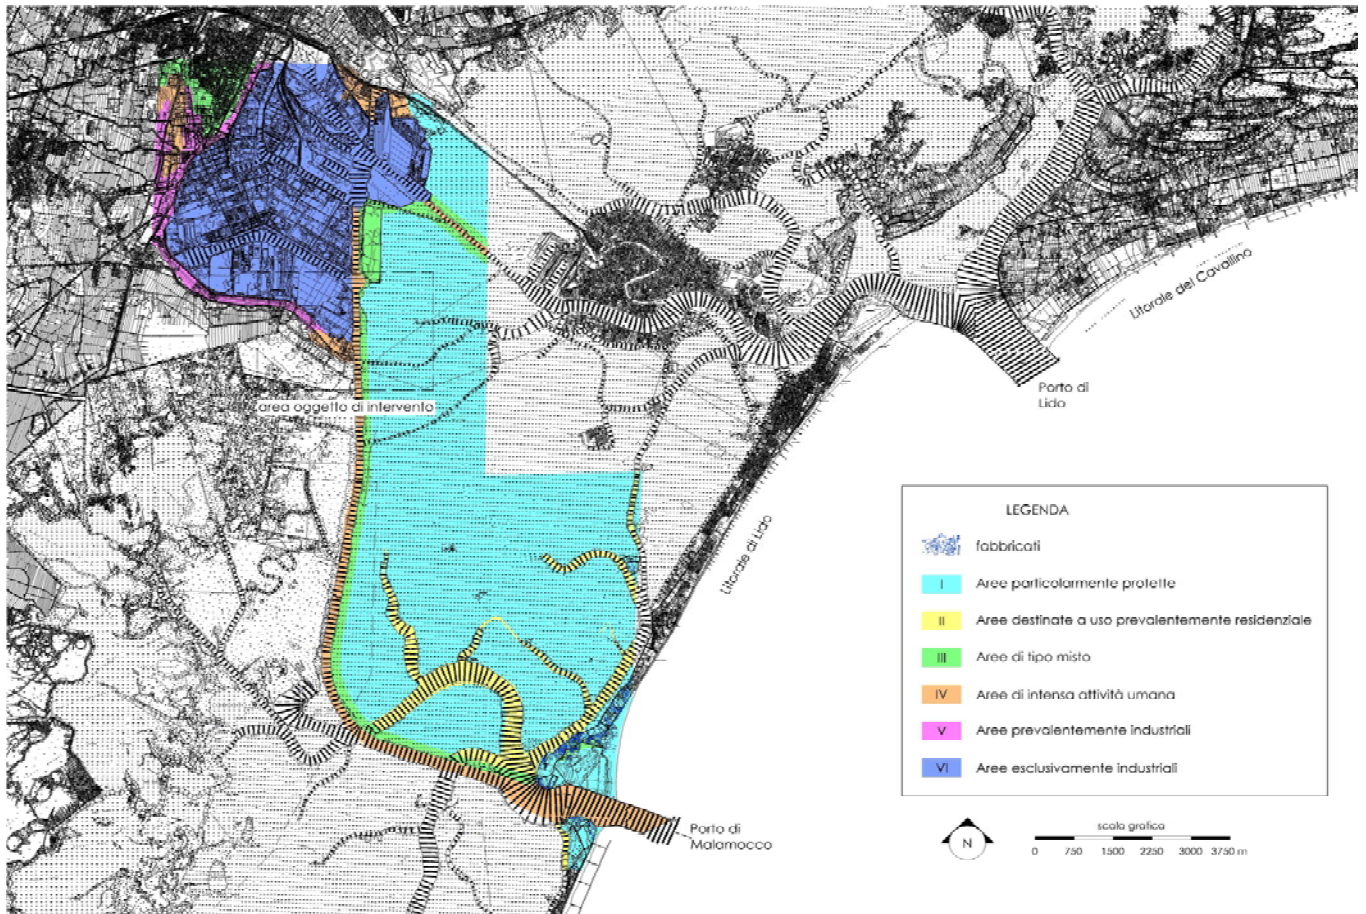 Litorale del Cavallino
Porto di
Lido
area oggetto di intervento
Litorale di Lido
LEGENDA
fabbricati
I Aree particolarmente protette
II Aree destinate a uso prevalentemente residenziale
III Aree di tipo misto
IV Aree di intensa attività umana
V Aree prevalentemente industriali
VI Aree esclusivamente industriali
Porto di
Malamocco
N
scala grafica
0 750 1500 2250 3000 3750 m